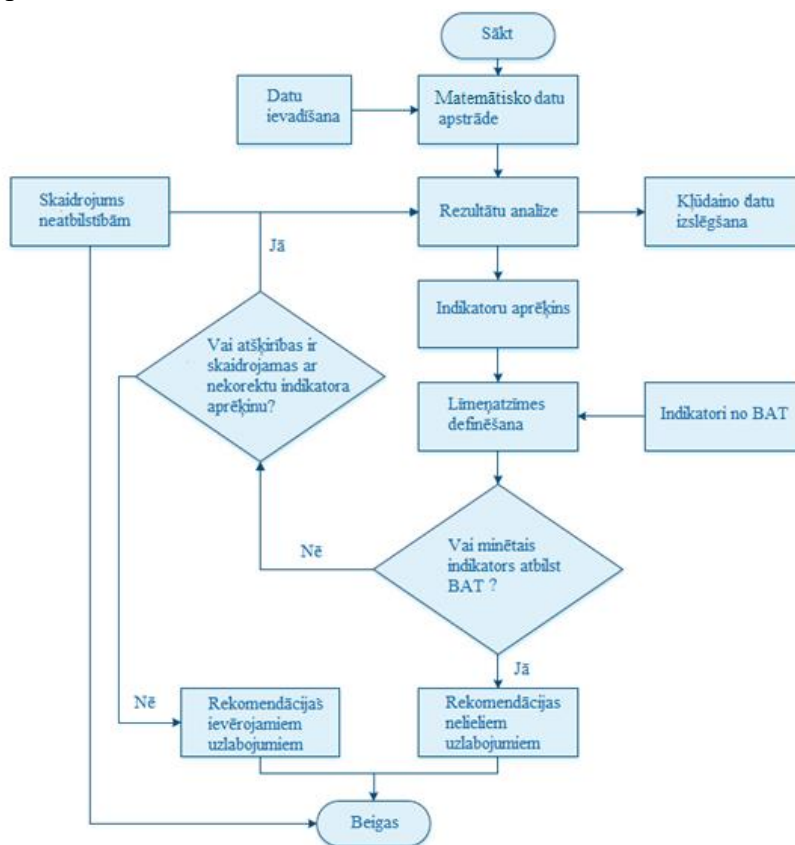 Sākt
Datu
ievadīšana
Matemātisko datu
apstrāde
Skaidrojums
neatbilstībām
Rezultātu analīze
Kļūdaino datu
izslēgšana
Jā
Indikatoru aprēķins
Vai atšķirības ir
skaidrojamas ar
nekorektu indikatora
aprēķinu?
Līmeņatzīmes
definēšana
Indikatori no BAT
Nē
Vai minētais
indikators atbilst
BAT ?
Jā
Nē
Rekomendācijas
ievērojamiem
uzlabojumiem
Rekomendācijas
nelieliem
uzlabojumiem
Beigas